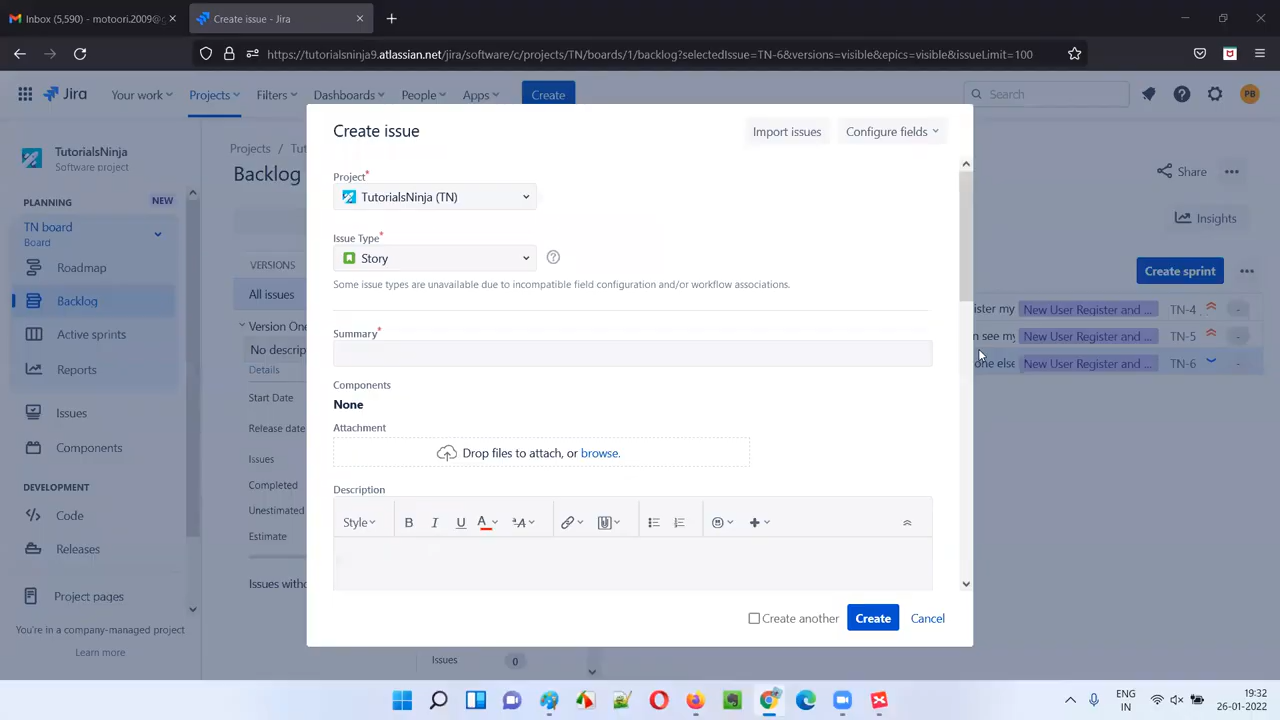 Inbox (5,590) - motoori.2009@g
Create issue - Jira
https://tutorialsninja9.atlassian.net/jira/software/c/projects/TN/boards/1/backlog?selectedIssue=TN-6&versions=visible&epics=visible&issueLimit=100
Jira
Your work
Projects
Filters
Dashboards
People
Apps
Create
Search
PB
TutorialsNinja
Software project
PLANNING
NEW
TN board
Board
Roadmap
Backlog
Active sprints
Reports
Issues
Components
DEVELOPMENT
Code
Releases
Project pages
You're in a company-managed project
Learn more
Projects / Tut
Backlog
VERSIONS
All issues
Version One
No descrip
Details
Start Date
Release date
Issues
Completed
Unestimated
Estimate
Issues witho
Issues 0
Create issue
Import issues
Configure fields
Project*
TutorialsNinja (TN)
Issue Type*
Story
Some issue types are unavailable due to incompatible field configuration and/or workflow associations.
Summary*
Components
None
Attachment
Drop files to attach, or browse.
Description
Style
B I U A
Create another
Create
Cancel
Share
Insights
Create sprint
ister my New User Register and ... TN-4 -
n see my New User Register and ... TN-5 -
one else New User Register and ... TN-6 -
ENG
IN
19:32
26-01-2022